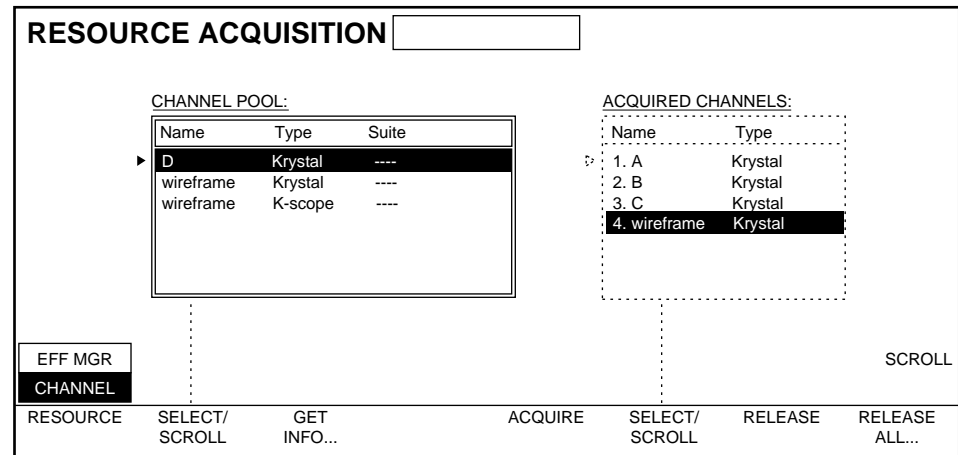 RESOURCE ACQUISITION
CHANNEL POOL:
Name Type Suite
D Krystal ----
wireframe Krystal ----
wireframe K-scope ----
ACQUIRED CHANNELS:
Name Type
1. A Krystal
2. B Krystal
3. C Krystal
4. wireframe Krystal
EFF MGR
CHANNEL
SCROLL
RESOURCE
SELECT/
SCROLL
GET
INFO...
ACQUIRE
SELECT/
SCROLL
RELEASE
RELEASE
ALL...